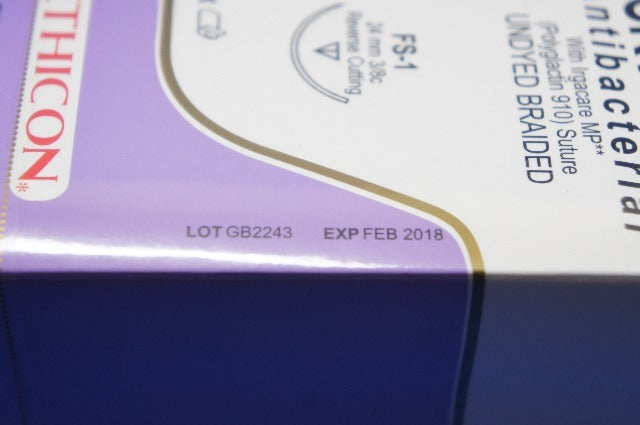 THICON*
FS-1
24 mm 3/8c
Reverse Cutting
ntibacterial
With Irgacare MP**
(Polyglactin 910) Suture
UNDYED BRAIDED
LOT GB2243 EXP FEB 2018